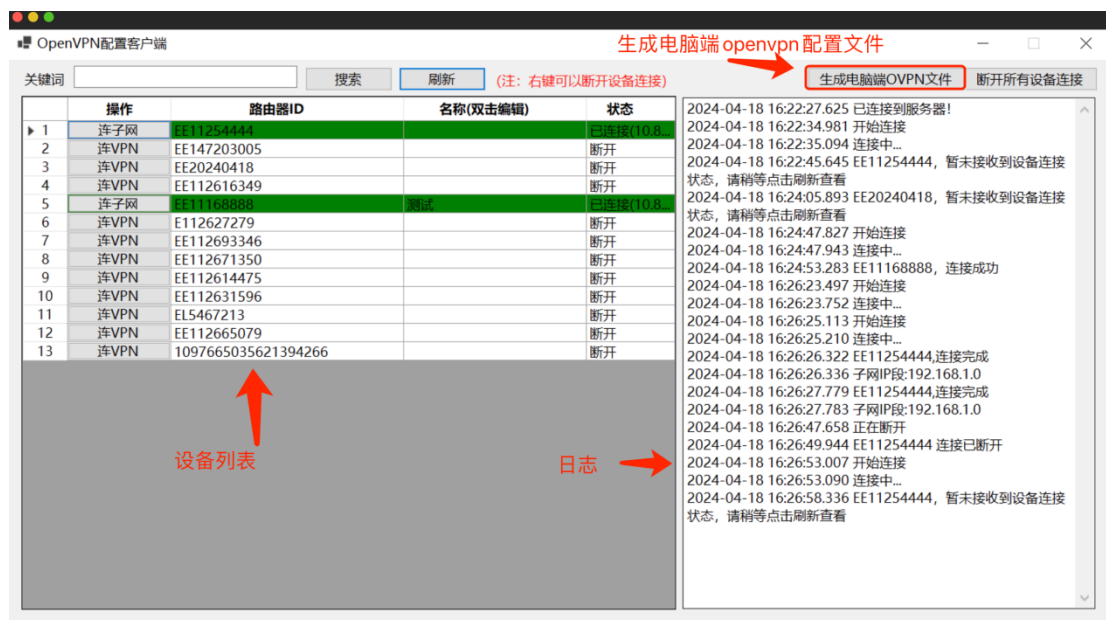 OpenVPN配置客户端
生成电脑端openvpn配置文件
关键词
搜索
刷新
(注：右键可以断开设备连接)
生成电脑端OVPN文件
断开所有设备连接
操作 路由器ID 名称(双击编辑) 状态
1 连子网 EE11254444 已连接(10.8...
2 连VPN EE147203005 断开
3 连VPN EE20240418 断开
4 连VPN EE112616349 断开
5 连子网 EE11168888 测试 已连接(10.8...
6 连VPN E112627279 断开
7 连VPN EE112693346 断开
8 连VPN EE112671350 断开
9 连VPN EE112614475 断开
10 连VPN EE112631596 断开
11 连VPN EL5467213 断开
12 连VPN EE112665079 断开
13 连VPN 1097665035621394266 断开
设备列表
日志
2024-04-18 16:22:27.625 已连接到服务器!
2024-04-18 16:22:34.981 开始连接
2024-04-18 16:22:35.094 连接中...
2024-04-18 16:22:45.645 EE11254444，暂未接收到设备连接
状态，请稍等点击刷新查看
2024-04-18 16:24:05.893 EE20240418，暂未接收到设备连接
状态，请稍等点击刷新查看
2024-04-18 16:24:47.827 开始连接
2024-04-18 16:24:47.943 连接中...
2024-04-18 16:24:53.283 EE11168888，连接成功
2024-04-18 16:26:23.497 开始连接
2024-04-18 16:26:23.752 连接中...
2024-04-18 16:26:25.113 开始连接
2024-04-18 16:26:25.210 连接中...
2024-04-18 16:26:26.322 EE11254444,连接完成
2024-04-18 16:26:26.336 子网IP段:192.168.1.0
2024-04-18 16:26:27.779 EE11254444,连接完成
2024-04-18 16:26:27.783 子网IP段:192.168.1.0
2024-04-18 16:26:47.658 正在断开
2024-04-18 16:26:49.944 EE11254444 连接已断开
2024-04-18 16:26:53.007 开始连接
2024-04-18 16:26:53.090 连接中...
2024-04-18 16:26:58.336 EE11254444，暂未接收到设备连接
状态，请稍等点击刷新查看